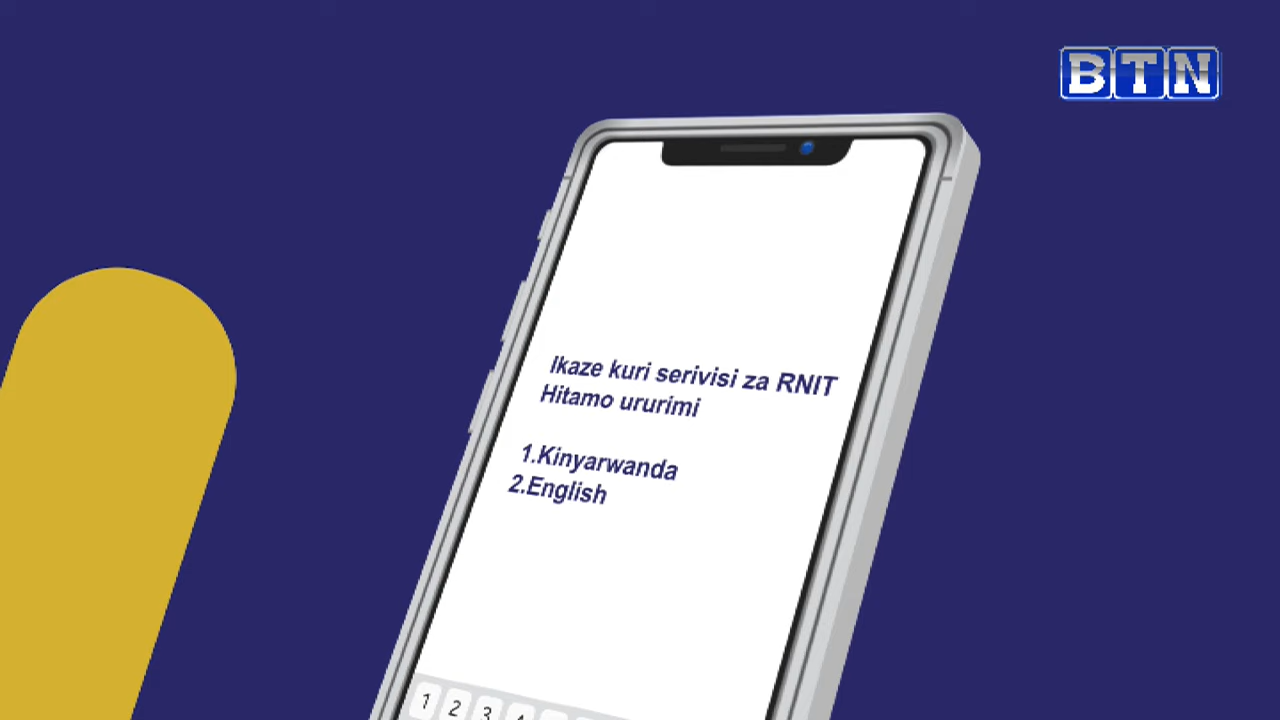 BTN
Ikaze kuri serivisi za RNIT
Hitamo ururimi
1.Kinyarwanda
2.English
1 2 3